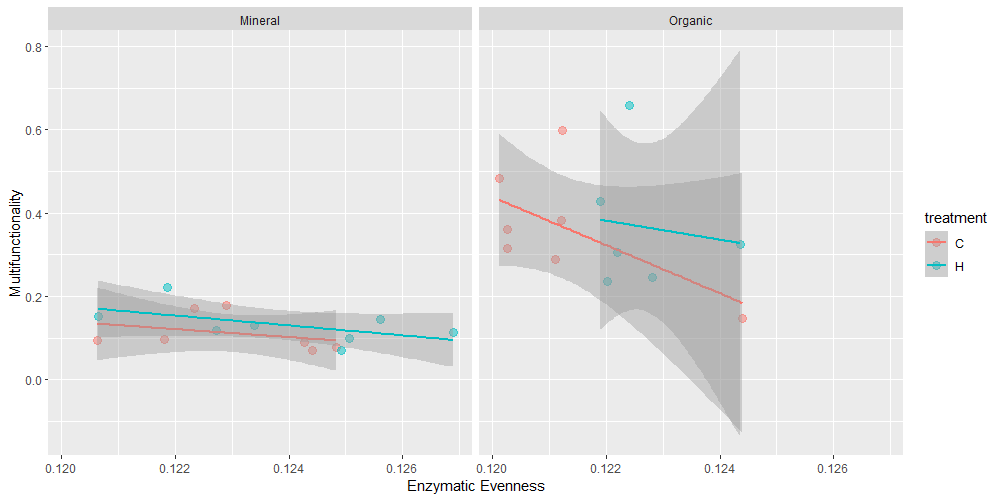 Mineral
Organic
0.8
0.6
0.4
0.2
0.0
Multifunctionality
0.120
0.122
0.124
0.126
0.120
0.122
0.124
0.126
Enzymatic Evenness
treatment
C
H